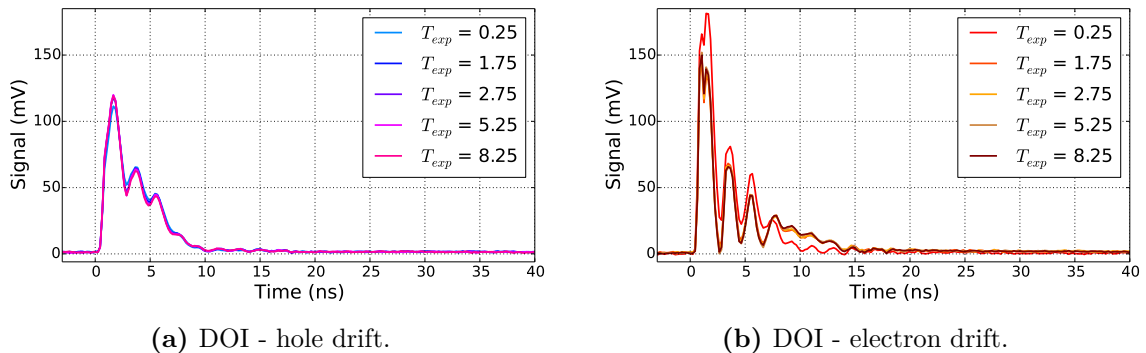 Signal (mV)
150
100
50
0
0 5 10 15 20 25 30 35 40
Time (ns)
T_exp = 0.25
T_exp = 1.75
T_exp = 2.75
T_exp = 5.25
T_exp = 8.25
(a) DOI - hole drift.
Signal (mV)
150
100
50
0
0 5 10 15 20 25 30 35 40
Time (ns)
T_exp = 0.25
T_exp = 1.75
T_exp = 2.75
T_exp = 5.25
T_exp = 8.25
(b) DOI - electron drift.